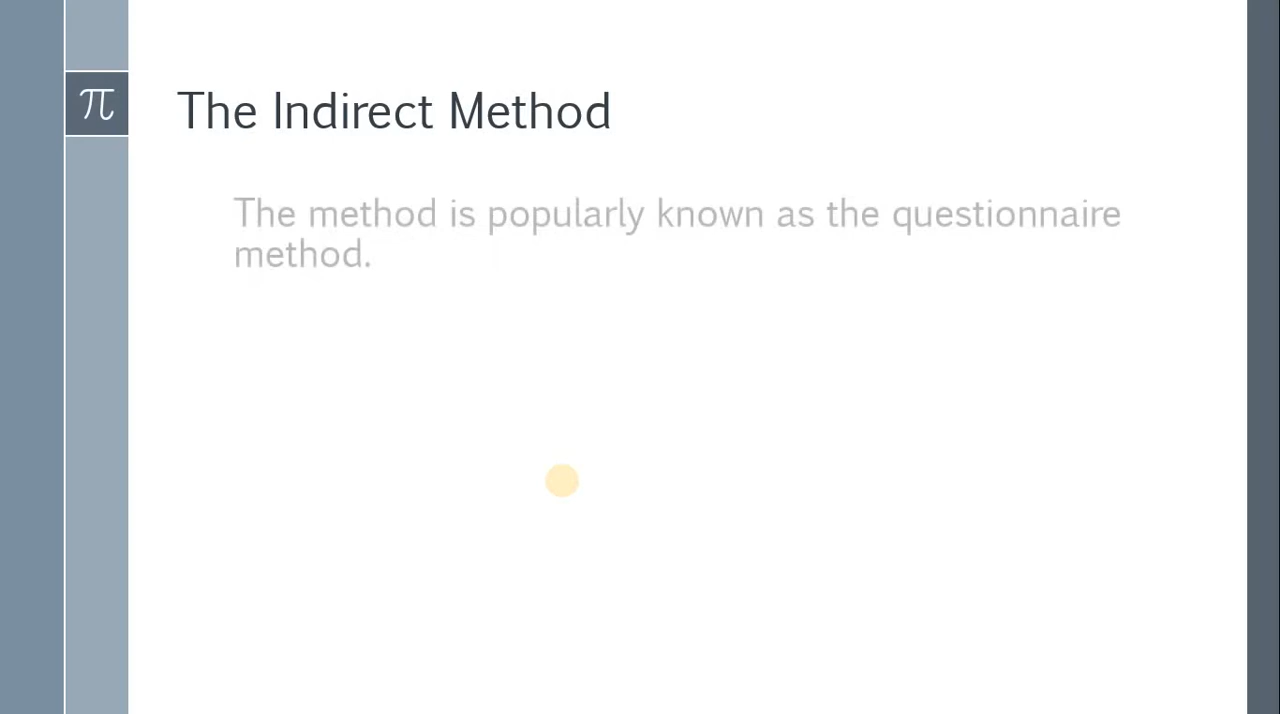 π
The Indirect Method
The method is popularly known as the questionnaire
method.